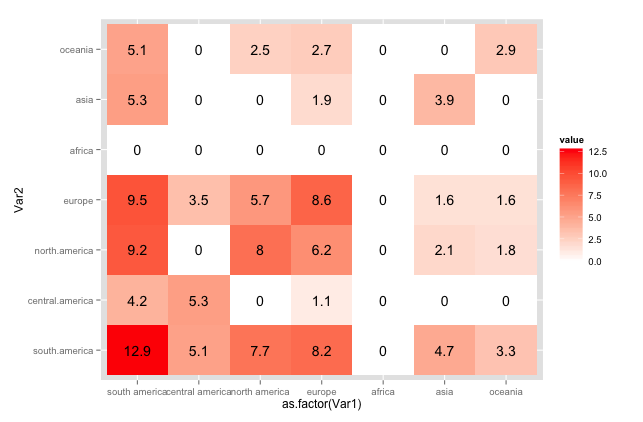 oceania 5.1 0 2.5 2.7 0 0 2.9
asia 5.3 0 0 1.9 0 3.9 0
africa 0 0 0 0 0 0 0
europe 9.5 3.5 5.7 8.6 0 1.6 1.6
north.america 9.2 0 8 6.2 0 2.1 1.8
central.america 4.2 5.3 0 1.1 0 0 0
south.america 12.9 5.1 7.7 8.2 0 4.7 3.3
south america central america north america europe africa asia oceania
as.factor(Var1)
Var2
value
12.5
10.0
7.5
5.0
2.5
0.0